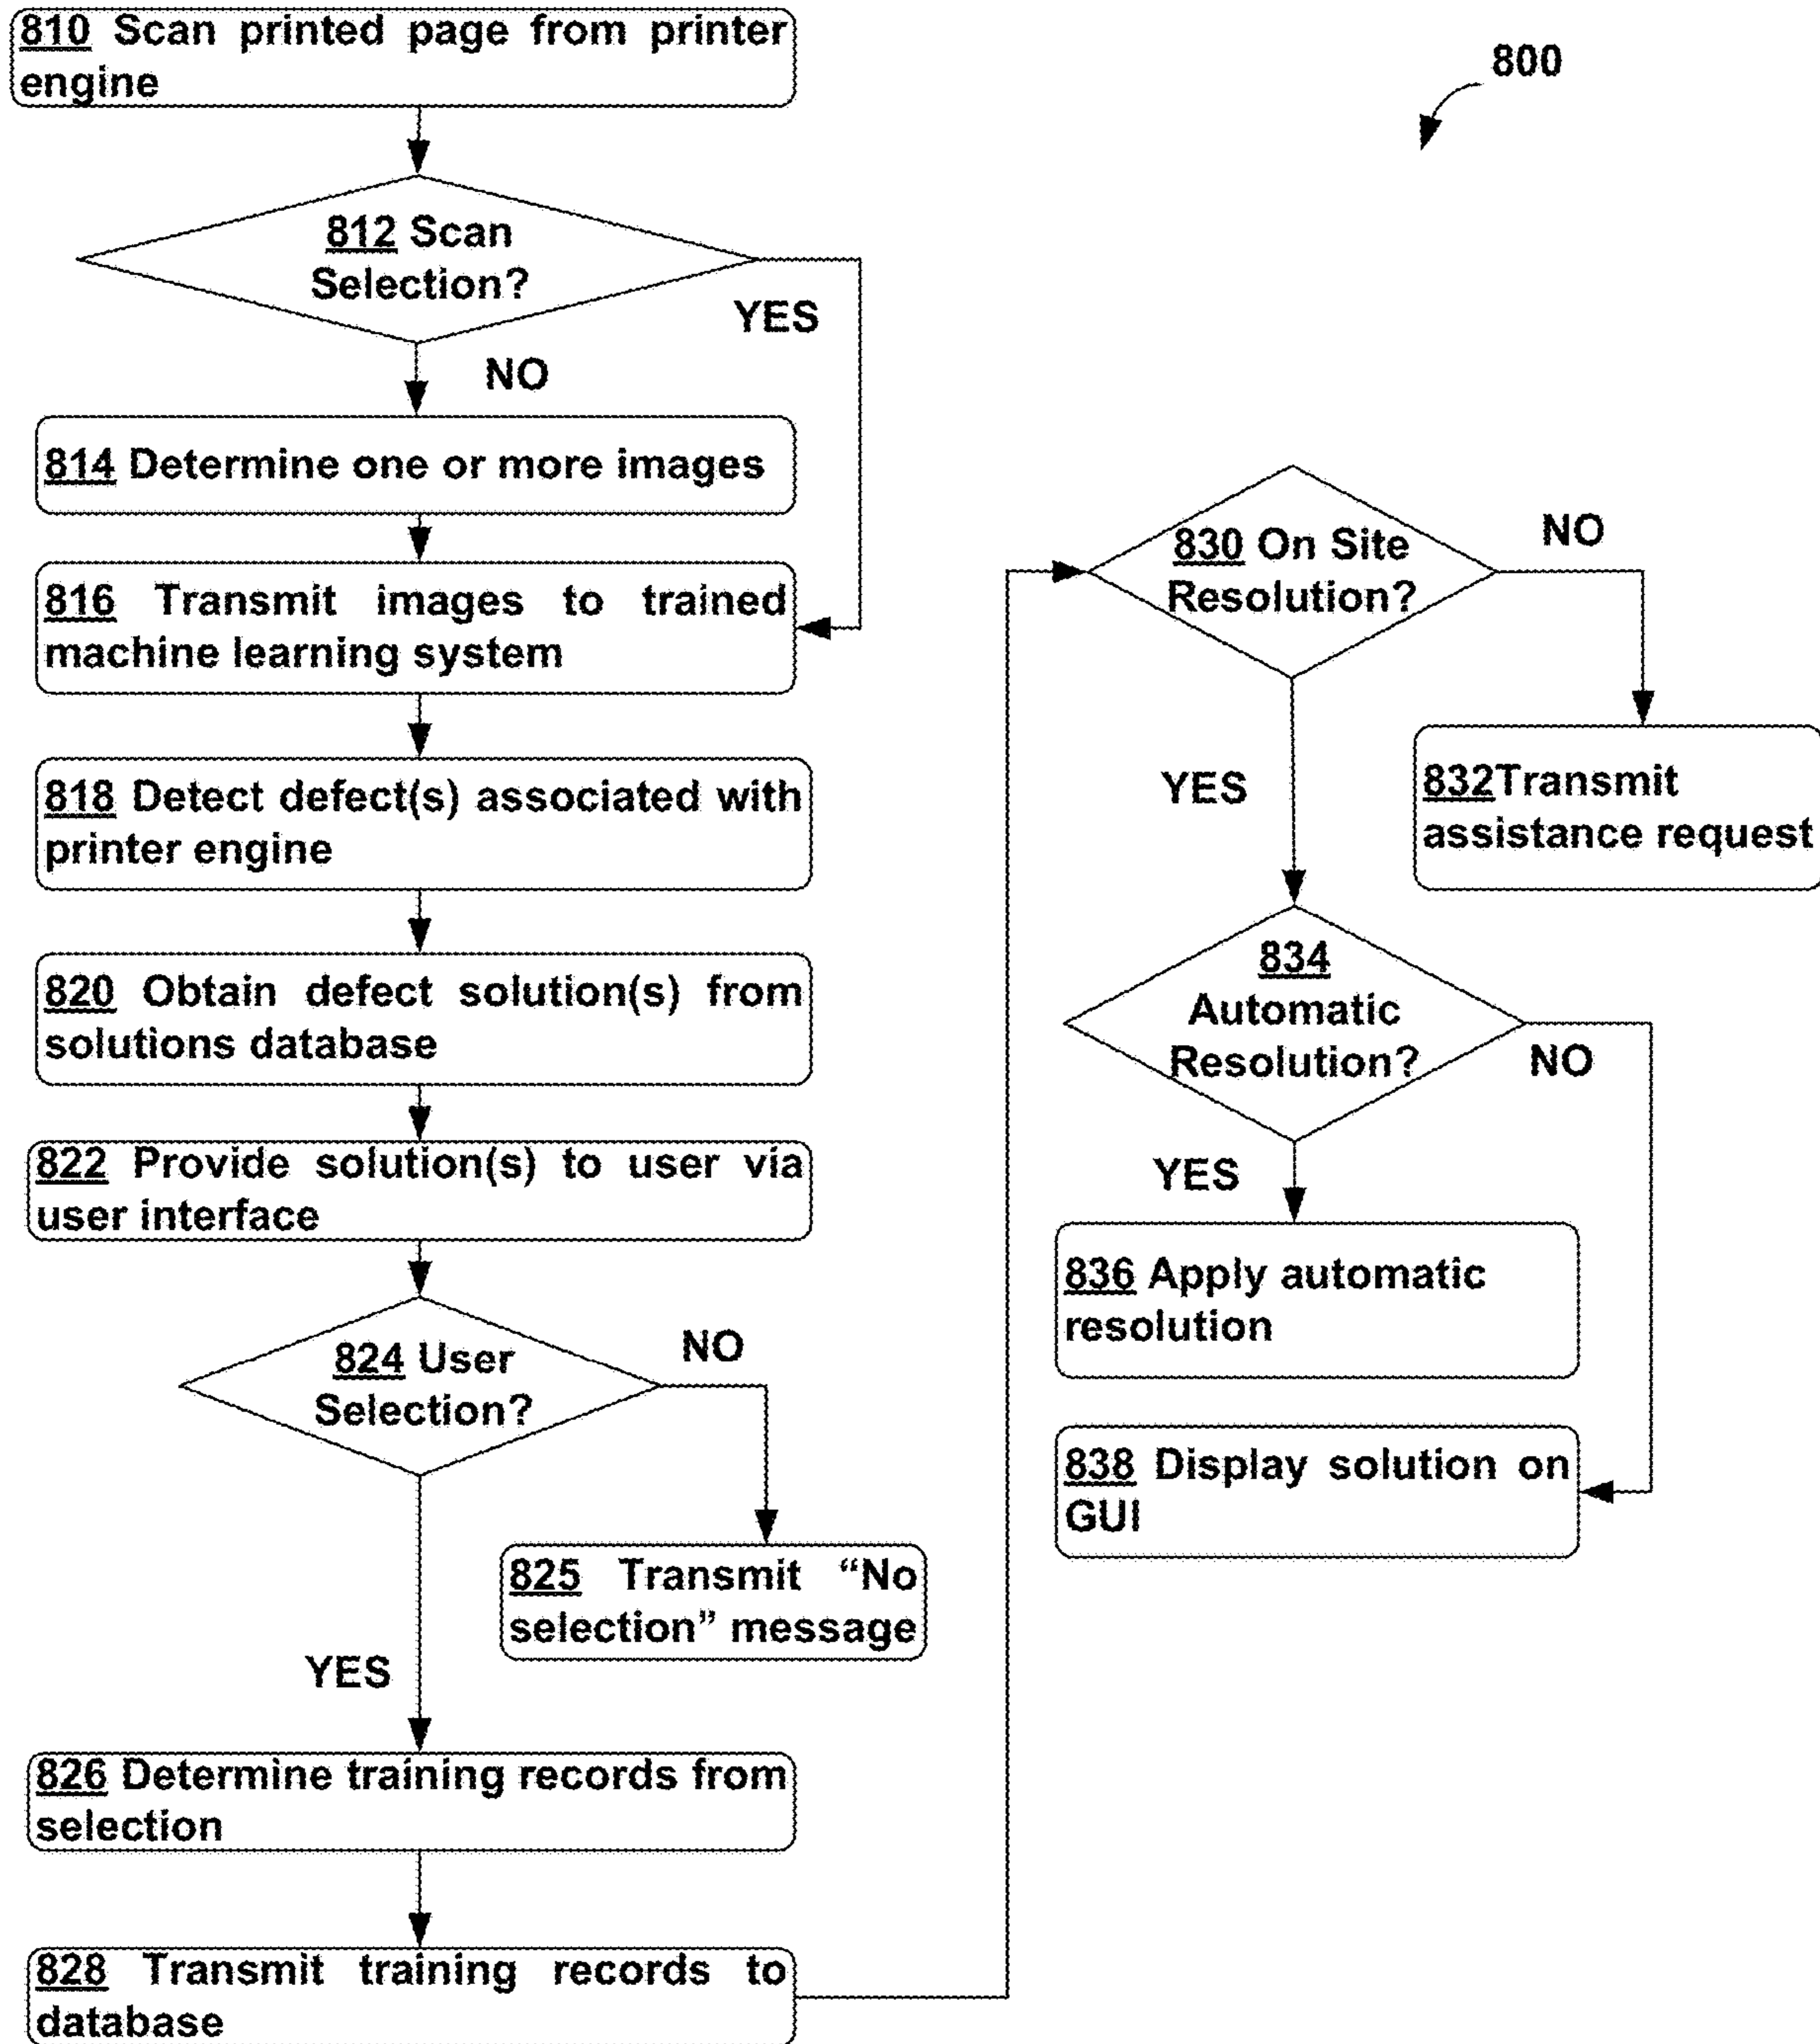 810 Scan printed page from printer
engine
800
812 Scan
Selection?
YES
NO
814 Determine one or more images
816 Transmit images to trained
machine learning system
818 Detect defect(s) associated with
printer engine
820 Obtain defect solution(s) from
solutions database
822 Provide solution(s) to user via
user interface
824 User
Selection?
NO
825 Transmit “No
selection” message
YES
826 Determine training records from
selection
828 Transmit training records to
database
830 On Site
Resolution?
NO
832Transmit
assistance request
YES
834
Automatic
Resolution?
NO
YES
836 Apply automatic
resolution
838 Display solution on
GUI